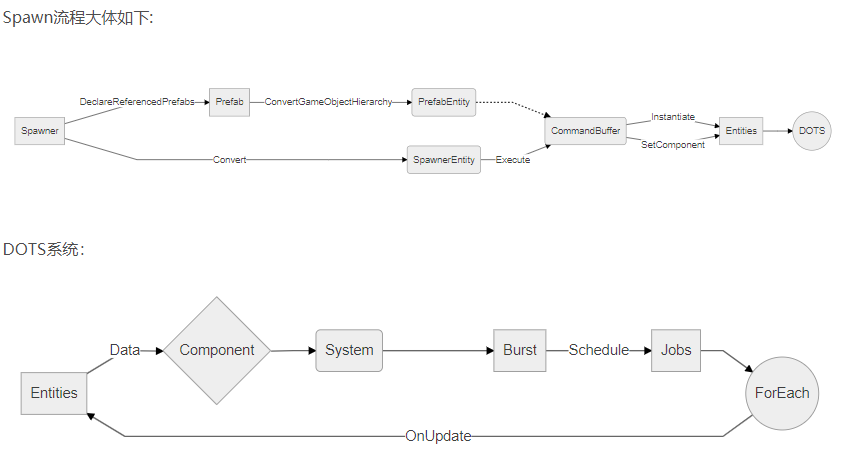 Spawn流程大体如下:
DeclareReferencedPrefabs
Prefab
ConvertGameObjectHierarchy
PrefabEntity
Spawner
CommandBuffer
Instantiate
SetComponent
Entities
DOTS
Convert
SpawnerEntity
Execute
DOTS系统：
Data
Component
System
Burst
Schedule
Jobs
Entities
ForEach
OnUpdate